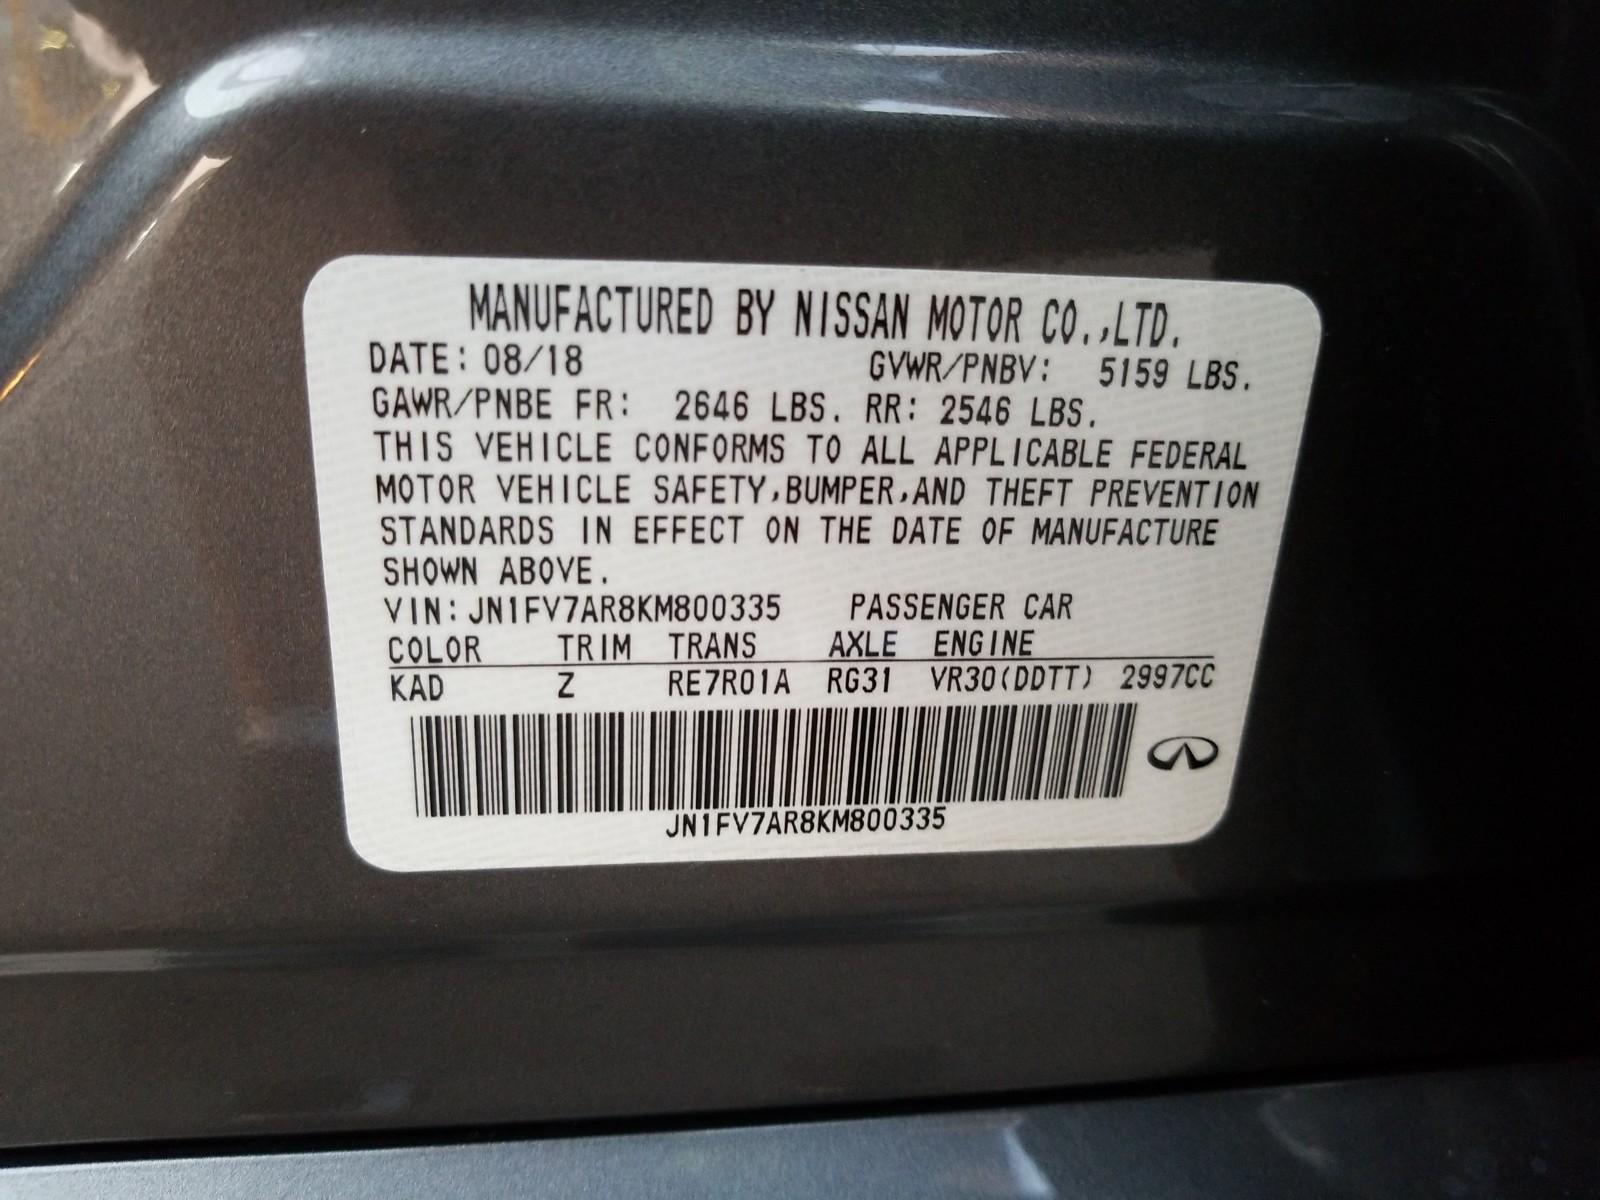 MANUFACTURED BY NISSAN MOTOR CO.,LTD.
DATE: 08/18 GVWR/PNBV: 5159 LBS.
GAWR/PNBE FR: 2646 LBS. RR: 2546 LBS.
THIS VEHICLE CONFORMS TO ALL APPLICABLE FEDERAL
MOTOR VEHICLE SAFETY,BUMPER,AND THEFT PREVENTION
STANDARDS IN EFFECT ON THE DATE OF MANUFACTURE
SHOWN ABOVE.
VIN: JN1FV7AR8KM800335 PASSENGER CAR
COLOR TRIM TRANS AXLE ENGINE
KAD Z RE7R01A RG31 VR30(DDTT) 2997CC
JN1FV7AR8KM800335